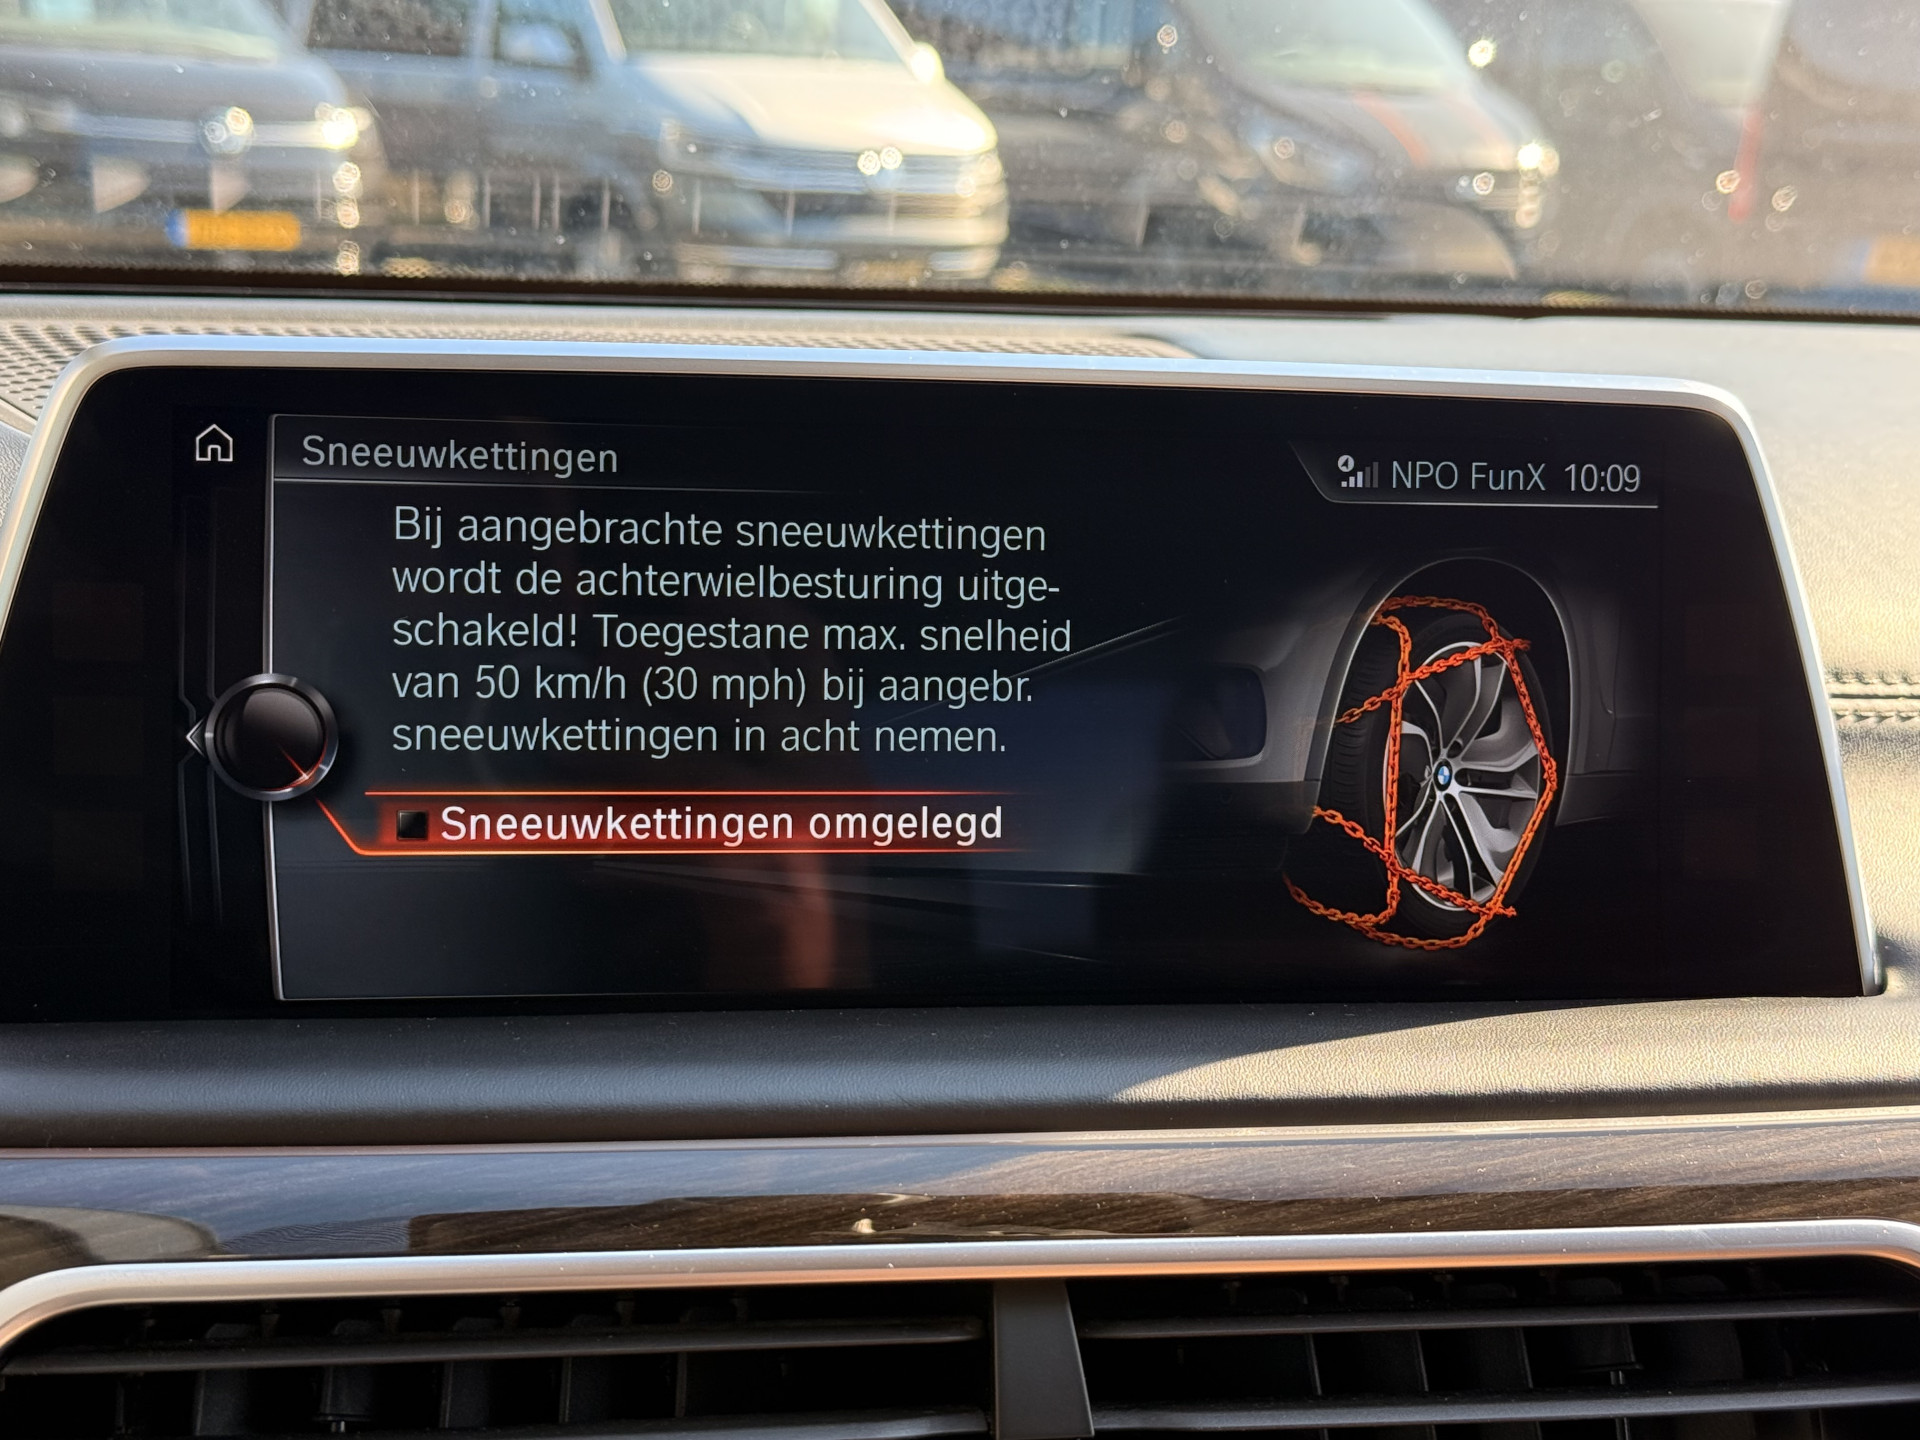 Sneeuwkettingen
NPO FunX 10:09
Bij aangebrachte sneeuwkettingen
wordt de achterwielbesturing uitge-
schakeld! Toegestane max. snelheid
van 50 km/h (30 mph) bij aangebr.
sneeuwkettingen in acht nemen.
Sneeuwkettingen omgelegd